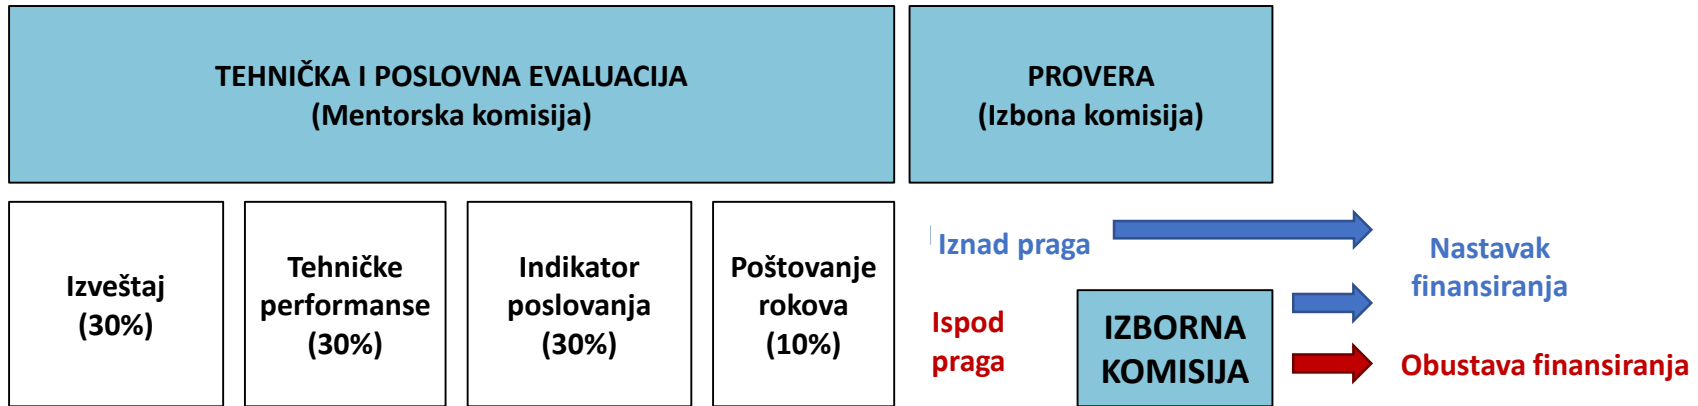 TEHNIČKA I POSLOVNA EVALUACIJA
(Mentorska komisija)
PROVERA
(Izbona komisija)
Izveštaj
(30%)
Tehničke
performanse
(30%)
Indikator
poslovanja
(30%)
Poštovanje
rokova
(10%)
Iznad praga
Ispod
praga
IZBORNA
KOMISIJA
Nastavak
finansiranja
Obustava finansiranja